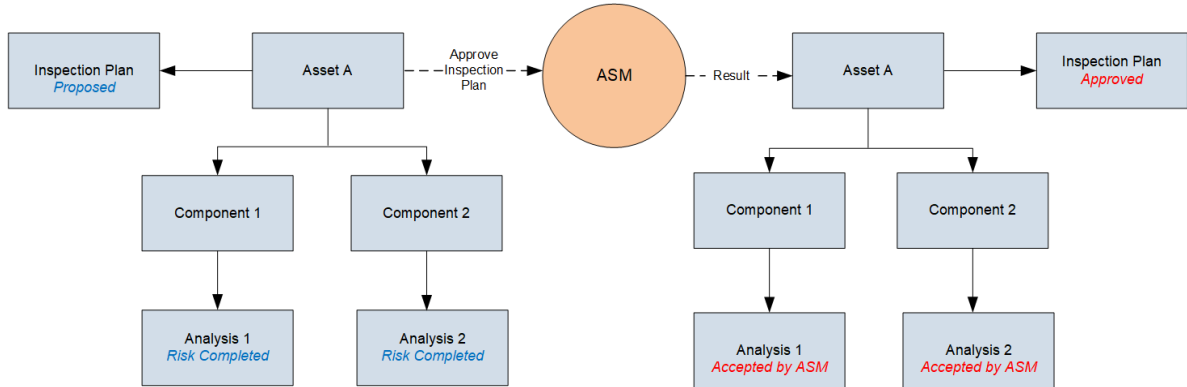 Inspection Plan
Proposed
Asset A
Approve
Inspection
Plan
ASM
Result
Asset A
Inspection Plan
Approved
Component 1
Component 2
Component 1
Component 2
Analysis 1
Risk Completed
Analysis 2
Risk Completed
Analysis 1
Accepted by ASM
Analysis 2
Accepted by ASM